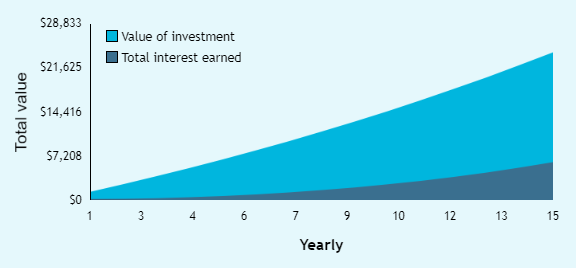 $28,833
Value of investment
Total interest earned
$21,625
$14,416
$7,208
$0
Total value
1 3 4 6 7 9 10 12 13 15
Yearly